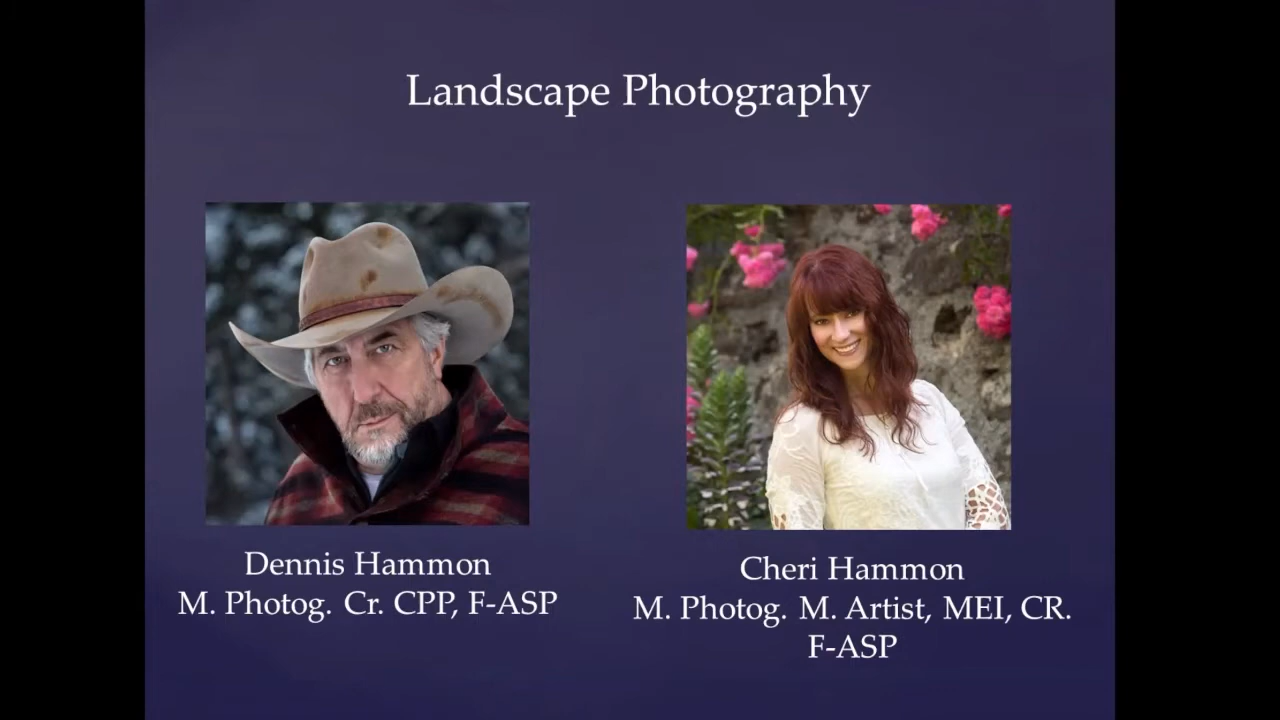 Landscape Photography
Dennis Hammon
M. Photog. Cr. CPP, F-ASP
Cheri Hammon
M. Photog. M. Artist, MEI, CR.
F-ASP